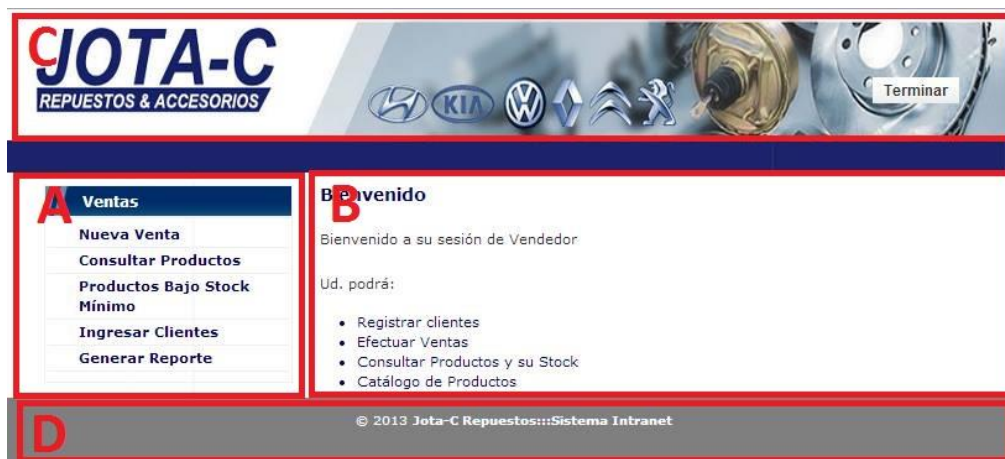 C
JOTA-C
REPUESTOS & ACCESORIOS
KIA
Terminar
A
Ventas
Nueva Venta
Consultar Productos
Productos Bajo Stock
Mínimo
Ingresar Clientes
Generar Reporte
B
Bienvenido
Bienvenido a su sesión de Vendedor
Ud. podrá:
• Registrar clientes
• Efectuar Ventas
• Consultar Productos y su Stock
• Catálogo de Productos
D
© 2013 Jota-C Repuestos:::Sistema Intranet